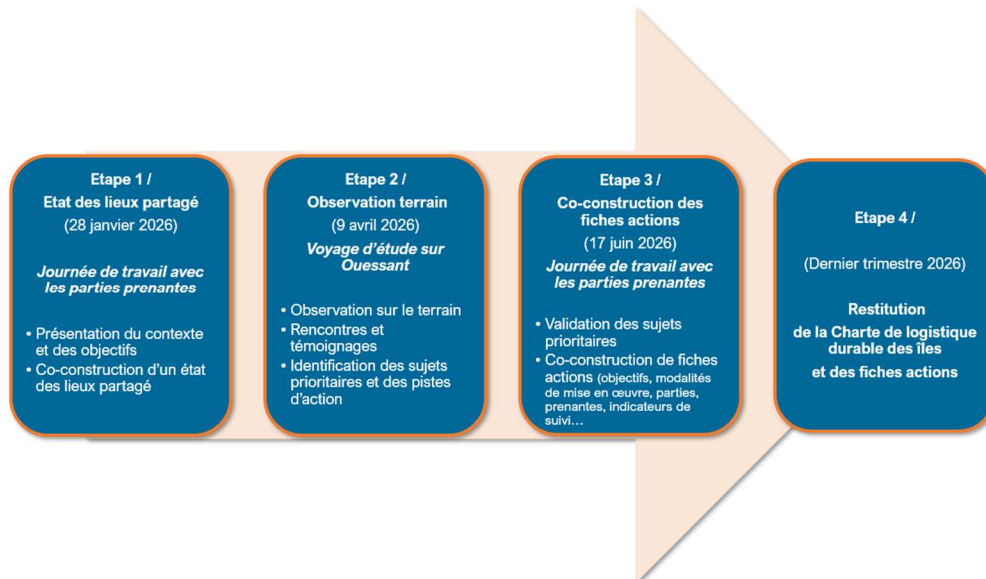 Etape 1 /
Etat des lieux partagé
(28 janvier 2026)
Journée de travail avec
les parties prenantes
• Présentation du contexte
et des objectifs
• Co-construction d'un état
des lieux partagé
Etape 2 /
Observation terrain
(9 avril 2026)
Voyage d'étude sur
Ouessant
• Observation sur le terrain
• Rencontres et
témoignages
• Identification des sujets
prioritaires et des pistes
d'action
Etape 3 /
Co-construction des
fiches actions
(17 juin 2026)
Journée de travail avec
les parties prenantes
• Validation des sujets
prioritaires
• Co-construction de fiches
actions (objectifs, modalités
de mise en œuvre, parties,
prenantes, indicateurs de
suivi…
Etape 4 /
(Dernier trimestre 2026)
Restitution
de la Charte de logistique
durable des îles
et des fiches actions